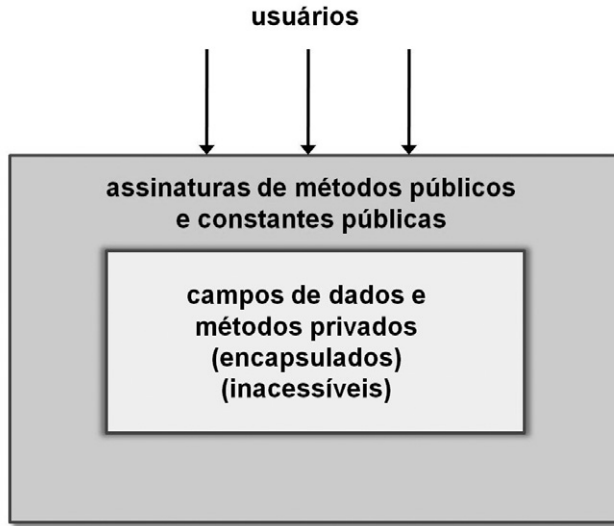 usuários
assinaturas de métodos públicos
e constantes públicas
campos de dados e
métodos privados
(encapsulados)
(inacessíveis)